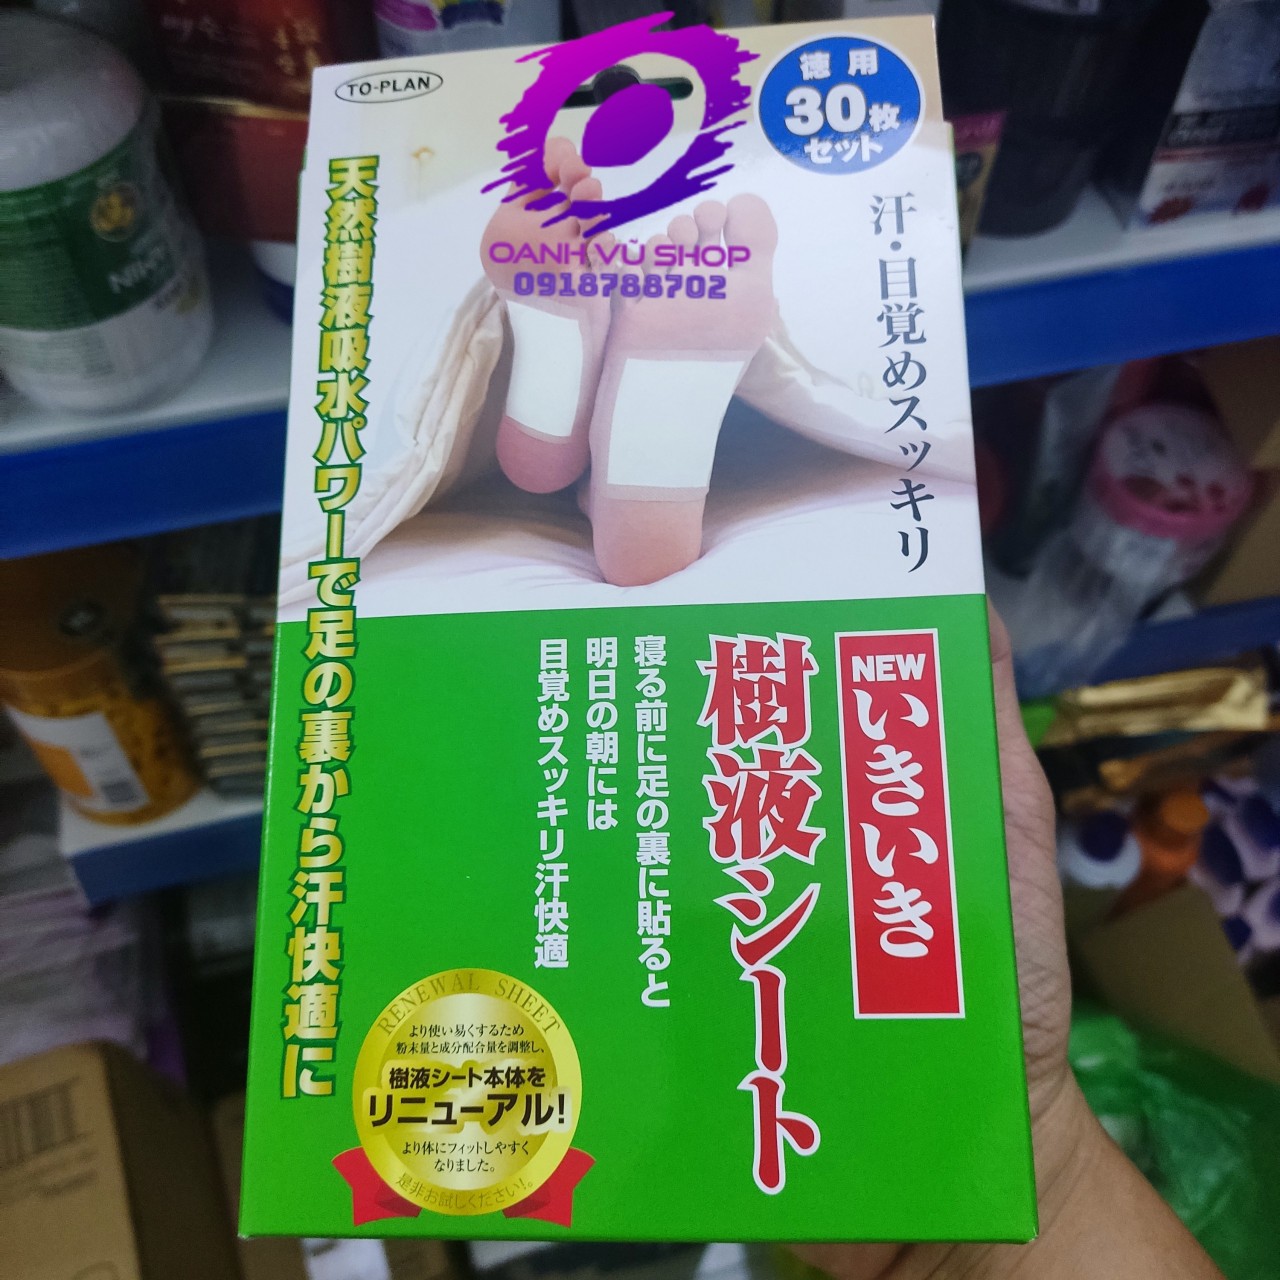 TO-PLAN
徳用
30枚
セット
OANH VŨ SHOP
0918788702
汗・目覚めスッキリ
天然樹液吸水パワーで足の裏から汗快適に
NEW
いきいき
樹液シート
寝る前に足の裏に貼ると
明日の朝には
目覚めスッキリ汗快適
RENEWAL SHEET
より使い易くするため
粉末量と成分配合量を調整し、
樹液シート本体を
リニューアル!
より体にフィットしやすく
なりました。
是非お試しください!。